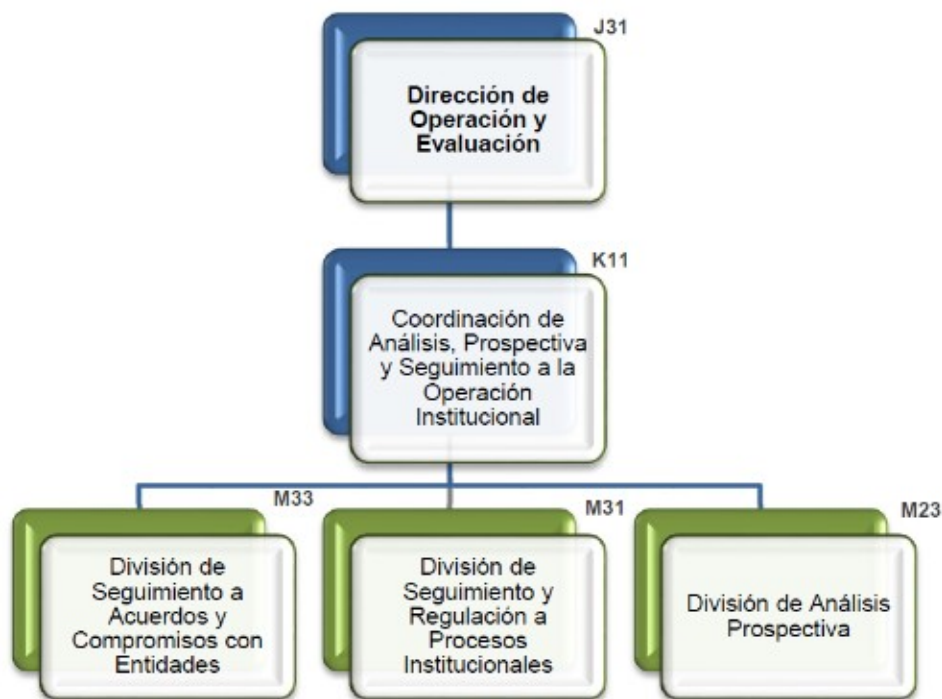 J31
Dirección de
Operación y
Evaluación
K11
Coordinación de
Análisis, Prospectiva
y Seguimiento a la
Operación
Institucional
M33
División de
Seguimiento a
Acuerdos y
Compromisos con
Entidades
M31
División de
Seguimiento y
Regulación a
Procesos
Institucionales
M23
División de Análisis
Prospectiva